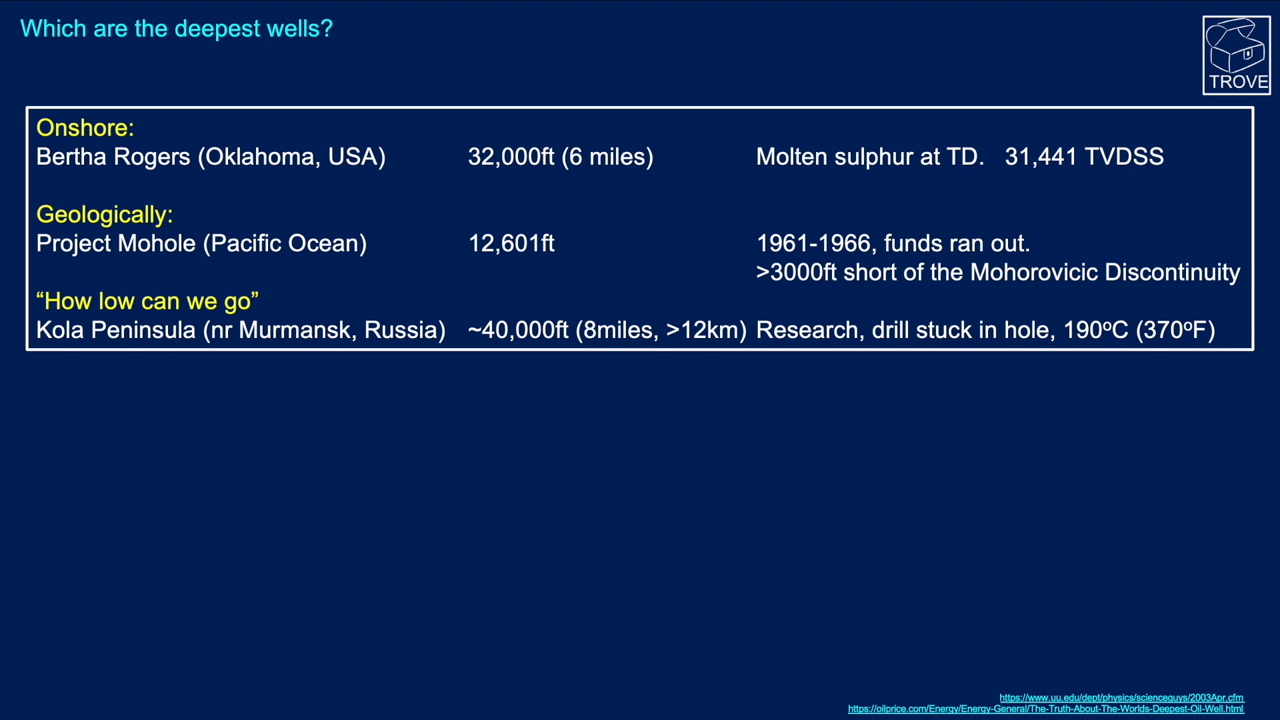 Which are the deepest wells?
TROVE
Onshore:
Bertha Rogers (Oklahoma, USA) 32,000ft (6 miles) Molten sulphur at TD. 31,441 TVDSS
Geologically:
Project Mohole (Pacific Ocean) 12,601ft 1961-1966, funds ran out.
>3000ft short of the Mohorovicic Discontinuity
“How low can we go”
Kola Peninsula (nr Murmansk, Russia) ~40,000ft (8miles, >12km) Research, drill stuck in hole, 190ºC (370ºF)
https://www.uu.edu/dept/physics/scienceguys/2003Apr.cfm
https://oilprice.com/Energy/Energy-General/The-Truth-About-The-Worlds-Deepest-Oil-Well.html